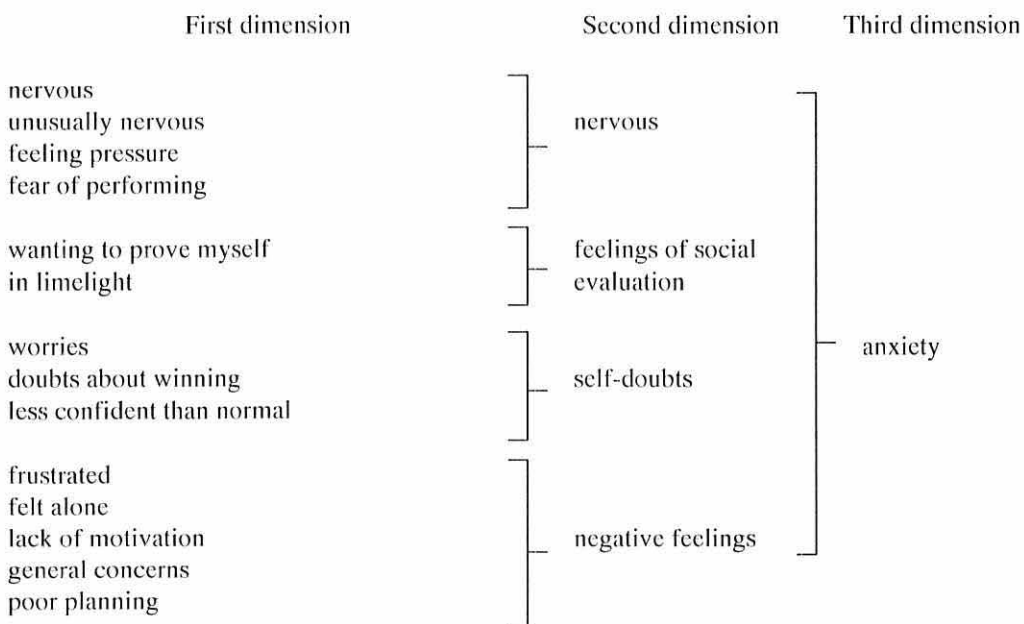 First dimension Second dimension Third dimension
nervous
unusually nervous
feeling pressure
fear of performing
nervous
wanting to prove myself
in limelight
feelings of social
evaluation
worries
doubts about winning
less confident than normal
self-doubts
frustrated
felt alone
lack of motivation
general concerns
poor planning
negative feelings
anxiety